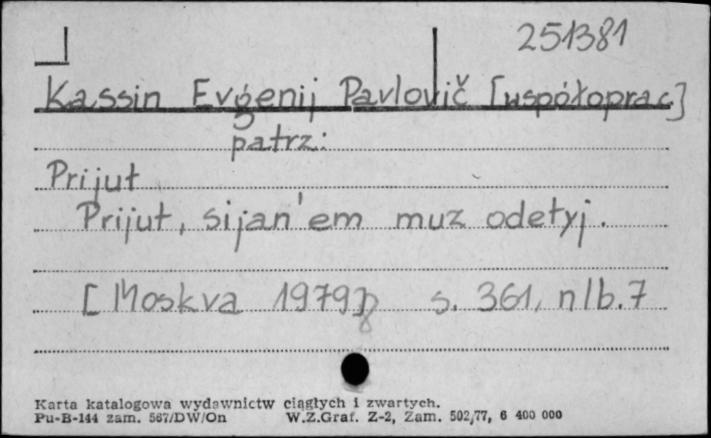 251381
Kassin Evgenij Pavlovič [współoprac.]
patrz:
Prijut
Prijut, sijan'em muz odetyj.
[Moskva 1979] s. 361, nlb. 7
Karta katalogowa wydawnictw ciągłych i zwartych.
Pu-B-144 zam. 567/DW/On W.Z.Graf. Z-2, Zam. 502/77, 6 400 000